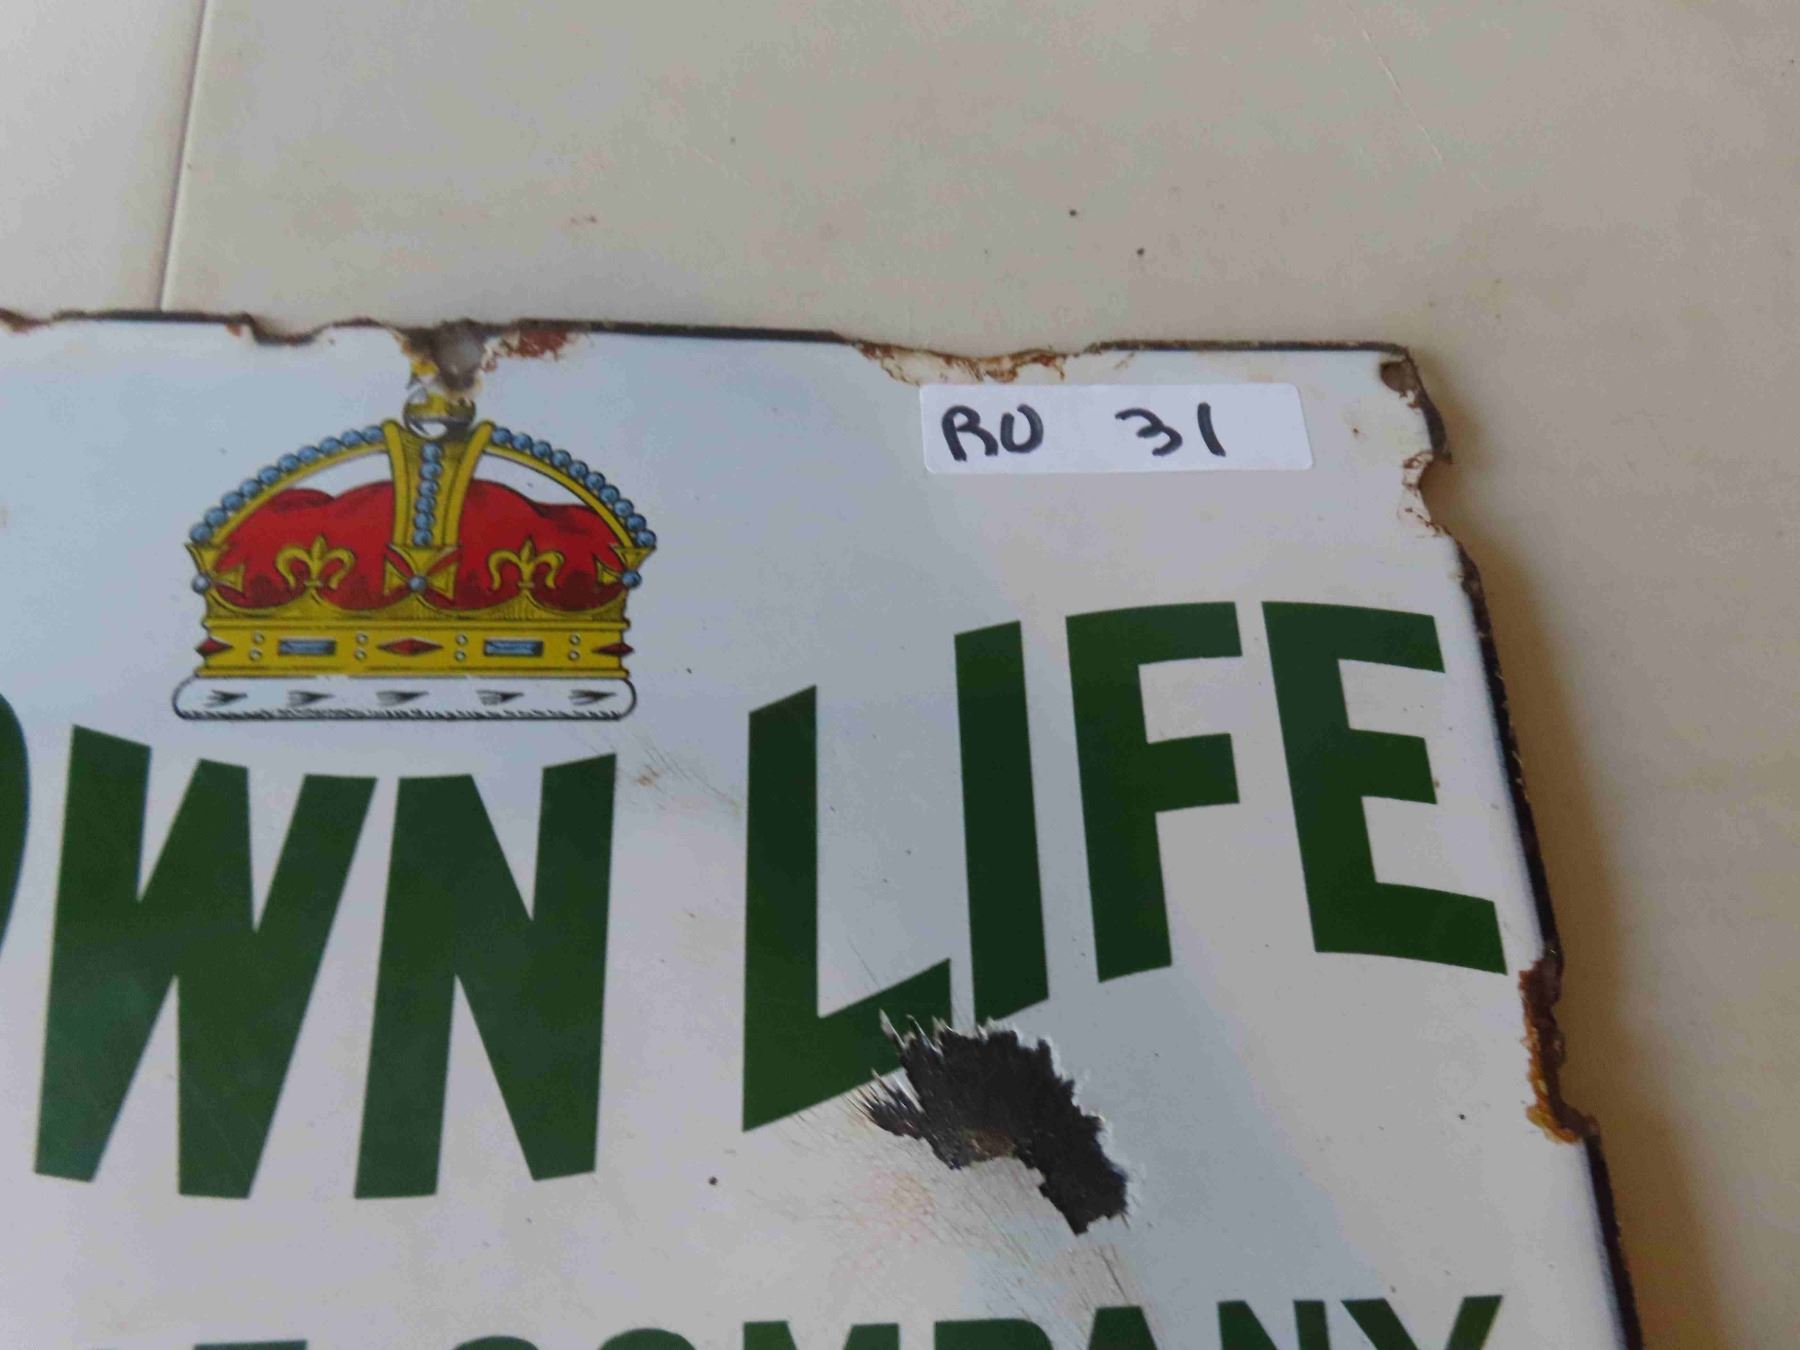 RU 31
OWN LIFE
COMPANY